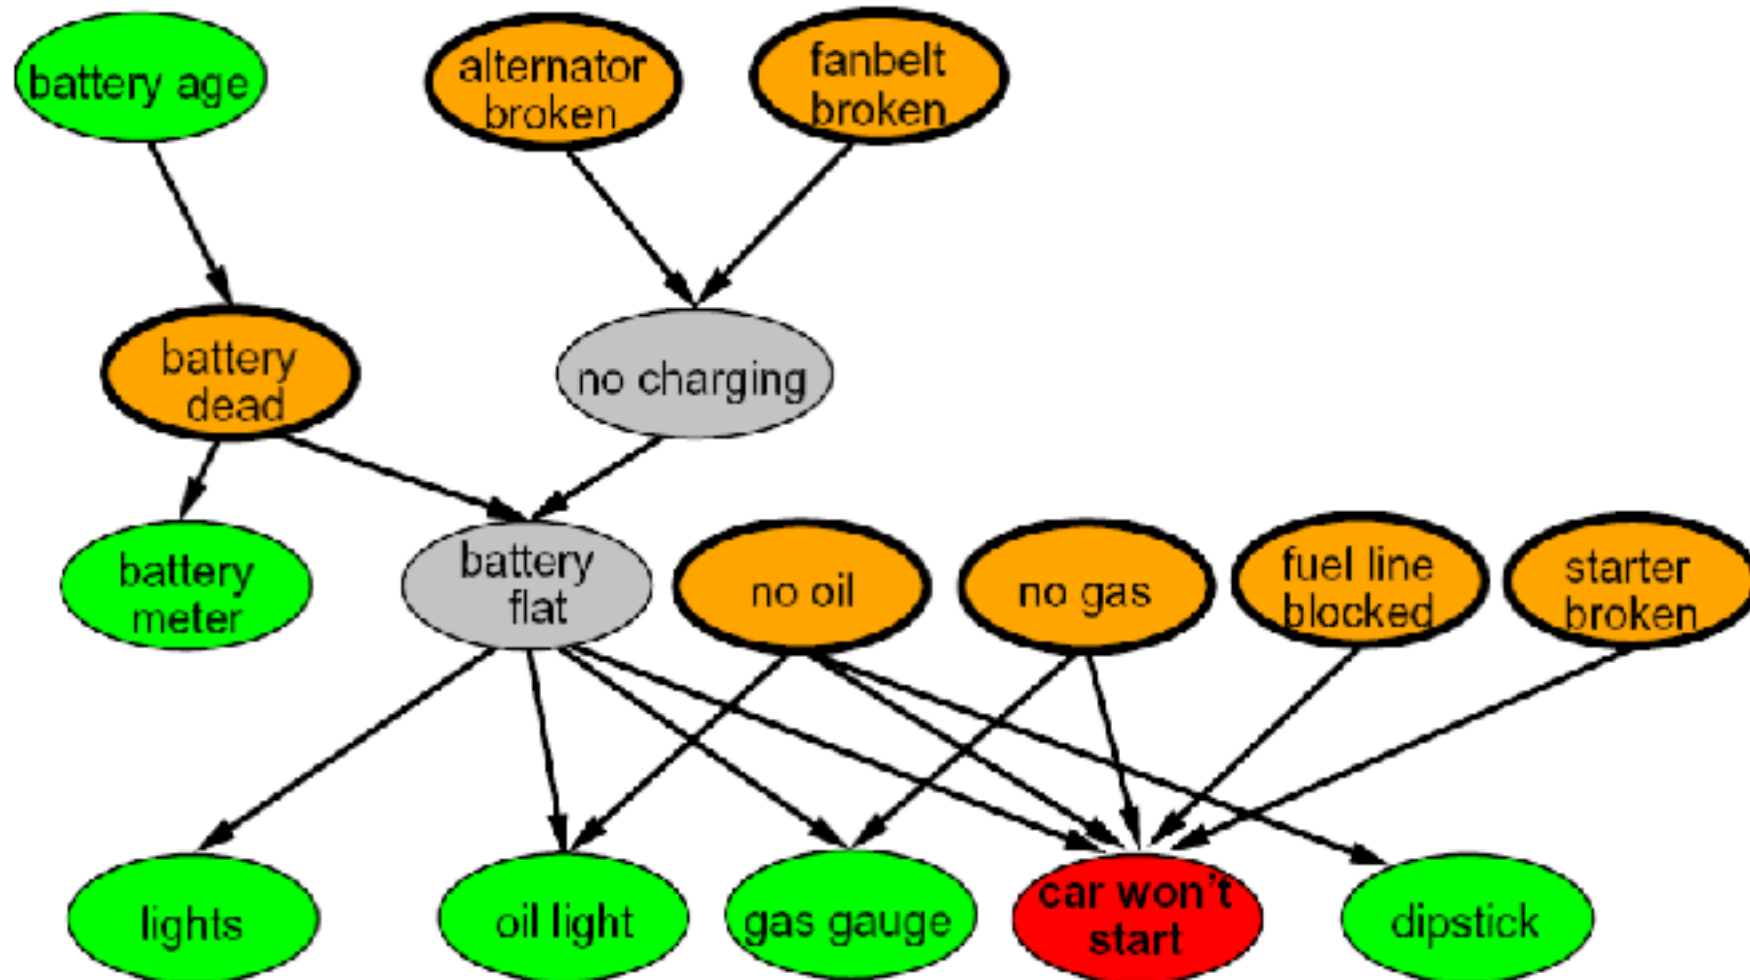 battery age
alternator
broken
fanbelt
broken
battery
dead
no charging
battery
meter
battery
flat
no oil
no gas
fuel line
blocked
starter
broken
lights
oil light
gas gauge
car won't
start
dipstick